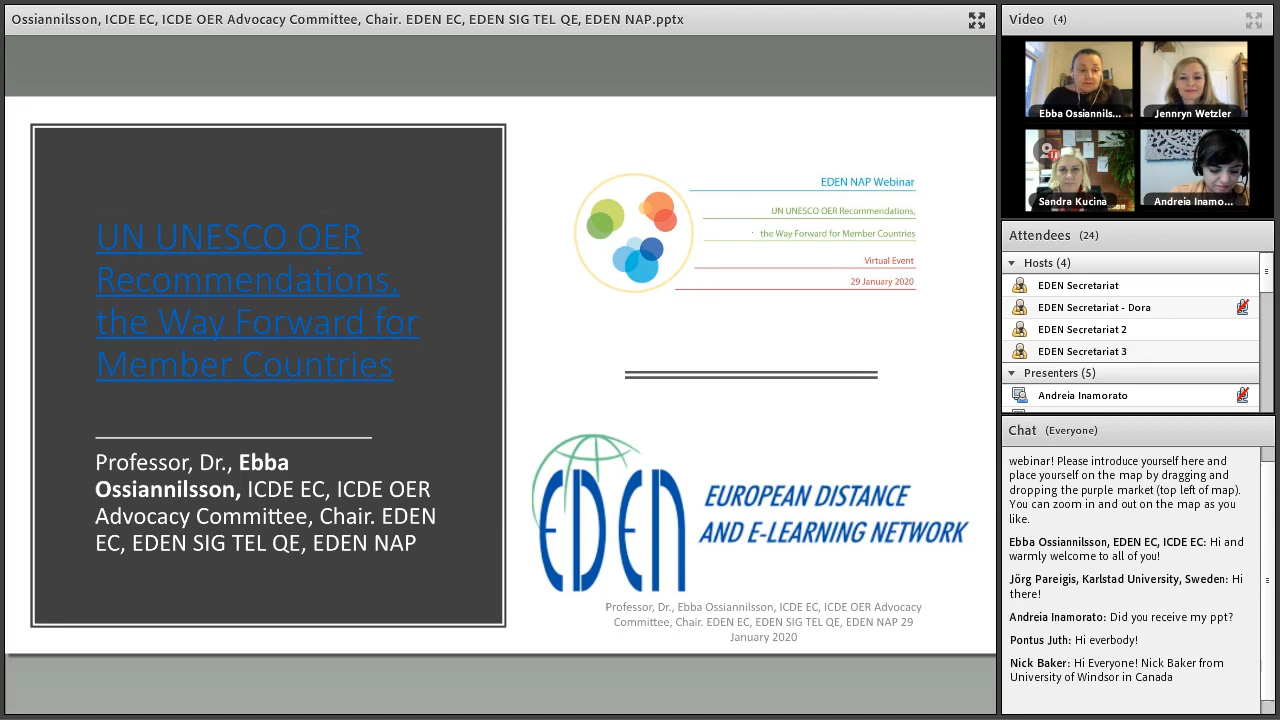 Ossiannilsson, ICDE EC, ICDE OER Advocacy Committee, Chair. EDEN EC, EDEN SIG TEL QE, EDEN NAP.pptx
UN UNESCO OER
Recommendations,
the Way Forward for
Member Countries
Professor, Dr., Ebba
Ossiannilsson, ICDE EC, ICDE OER
Advocacy Committee, Chair. EDEN
EC, EDEN SIG TEL QE, EDEN NAP
EDEN NAP Webinar
UN UNESCO OER Recommendations,
the Way Forward for Member Countries
Virtual Event
29 January 2020
EDEN
EUROPEAN DISTANCE
AND E-LEARNING NETWORK
Professor, Dr., Ebba Ossiannilsson, ICDE EC, ICDE OER Advocacy
Committee, Chair. EDEN EC, EDEN SIG TEL QE, EDEN NAP 29
January 2020
Video (4)
Ebba Ossiannils...
Jennryn Wetzler
Sandra Kucina
Andreia Inamo...
Attendees (24)
Hosts (4)
EDEN Secretariat
EDEN Secretariat - Dora
EDEN Secretariat 2
EDEN Secretariat 3
Presenters (5)
Andreia Inamorato
Chat (Everyone)
webinar! Please introduce yourself here and
place yourself on the map by dragging and
dropping the purple market (top left of map).
You can zoom in and out on the map as you
like.
Ebba Ossiannilsson, EDEN EC, ICDE EC: Hi and
warmly welcome to all of you!
Jörg Pareigis, Karlstad University, Sweden: Hi
there!
Andreia Inamorato: Did you receive my ppt?
Pontus Juth: Hi everbody!
Nick Baker: Hi Everyone! Nick Baker from
University of Windsor in Canada